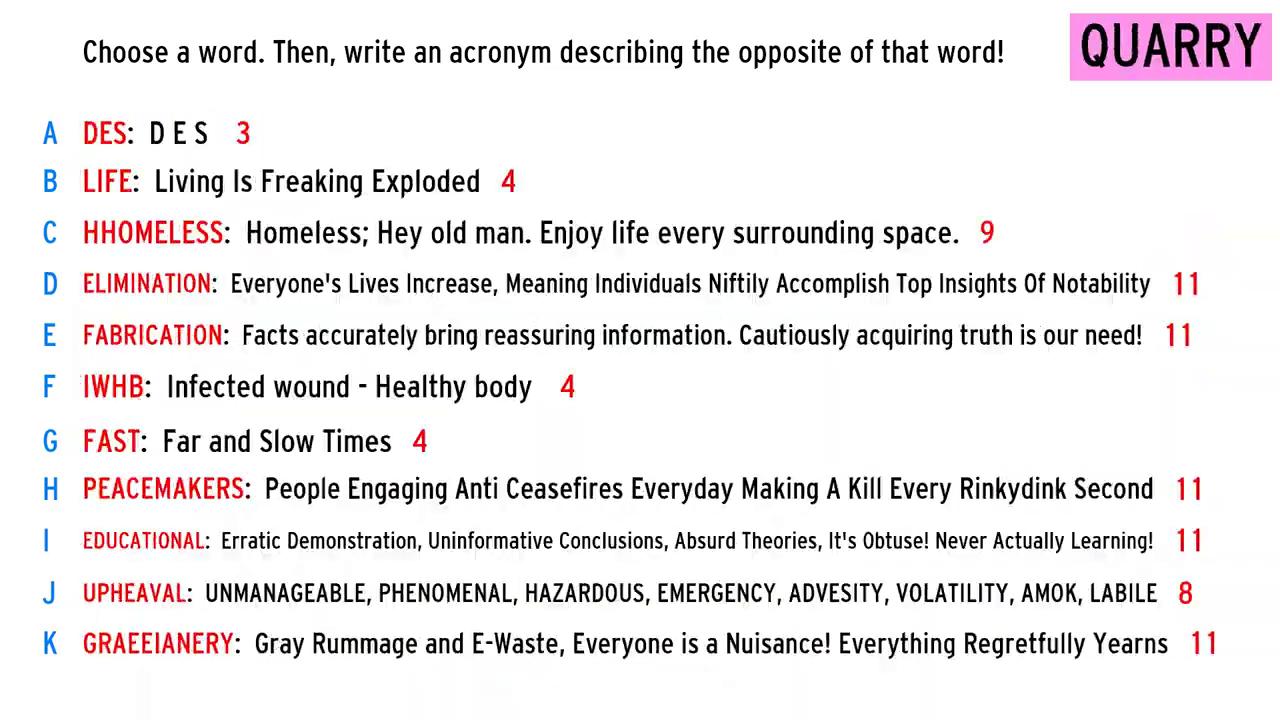 Choose a word. Then, write an acronym describing the opposite of that word!
QUARRY
A DES: D E S 3
B LIFE: Living Is Freaking Exploded 4
C HHOMELESS: Homeless; Hey old man. Enjoy life every surrounding space. 9
D ELIMINATION: Everyone's Lives Increase, Meaning Individuals Niftily Accomplish Top Insights Of Notability 11
E FABRICATION: Facts accurately bring reassuring information. Cautiously acquiring truth is our need! 11
F IWHB: Infected wound - Healthy body 4
G FAST: Far and Slow Times 4
H PEACEMAKERS: People Engaging Anti Ceasefires Everyday Making A Kill Every Rinkydink Second 11
I EDUCATIONAL: Erratic Demonstration, Uninformative Conclusions, Absurd Theories, It's Obtuse! Never Actually Learning! 11
J UPHEAVAL: UNMANAGEABLE, PHENOMENAL, HAZARDOUS, EMERGENCY, ADVESITY, VOLATILITY, AMOK, LABILE 8
K GRAEEIANERY: Gray Rummage and E-Waste, Everyone is a Nuisance! Everything Regretfully Yearns 11